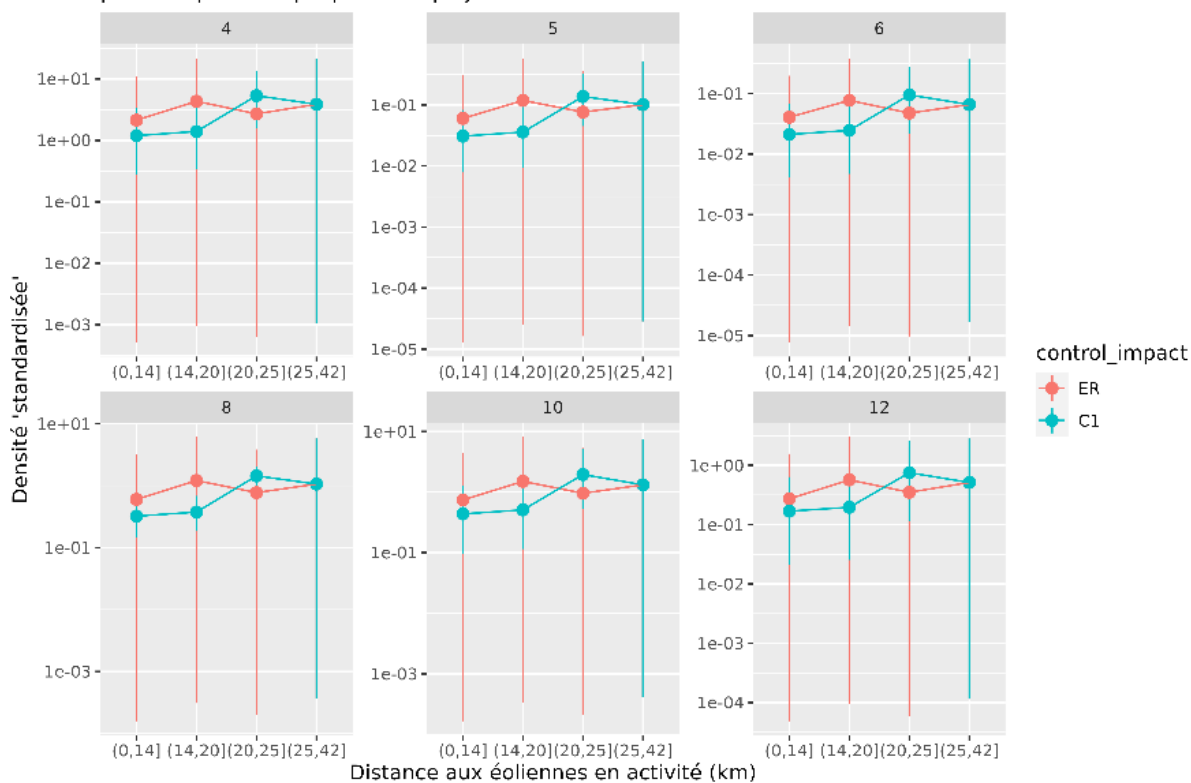 4 5 6
1e+01
1e+00
1e-01
1e-02
1e-03
1e-01
1e-02
1e-03
1e-04
1e-05
1e-01
1e-02
1e-03
1e-04
1e-05
(0,14] (14,20] (20,25] (25,42] (0,14] (14,20] (20,25] (25,42] (0,14] (14,20] (20,25] (25,42]
8 10 12
1e+01
1e-01
1e-03
1e+01
1e-01
1e-03
1e+00
1e-01
1e-02
1e-03
1e-04
(0,14] (14,20] (20,25] (25,42] (0,14] (14,20] (20,25] (25,42] (0,14] (14,20] (20,25] (25,42]
Densité 'standardisée'
Distance aux éoliennes en activité (km)
control_impact
ER
C1